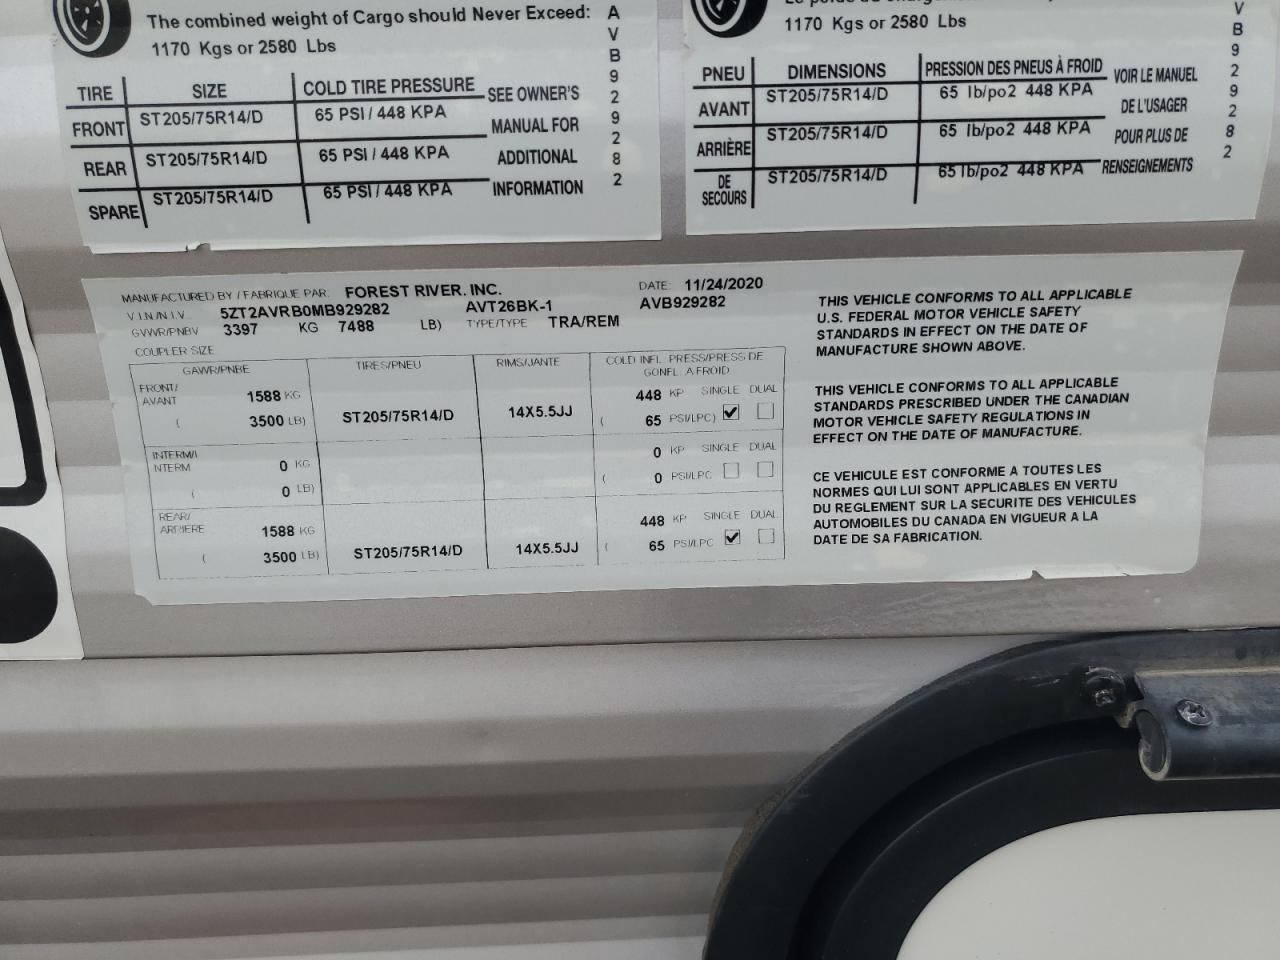 The combined weight of Cargo should Never Exceed:
1170 Kgs or 2580 Lbs
TIRE SIZE COLD TIRE PRESSURE SEE OWNER'S
FRONT ST205/75R14/D 65 PSI / 448 KPA MANUAL FOR
REAR ST205/75R14/D 65 PSI / 448 KPA ADDITIONAL
SPARE ST205/75R14/D 65 PSI / 448 KPA INFORMATION
A
V
B
9
2
9
2
8
2
1170 Kgs or 2580 Lbs
PNEU DIMENSIONS PRESSION DES PNEUS À FROID VOIR LE MANUEL
AVANT ST205/75R14/D 65 lb/po2 448 KPA DE L'USAGER
ARRIÈRE ST205/75R14/D 65 lb/po2 448 KPA POUR PLUS DE
DE SECOURS ST205/75R14/D 65 lb/po2 448 KPA RENSEIGNEMENTS
V
B
9
2
9
2
8
2
MANUFACTURED BY / FABRIQUE PAR: FOREST RIVER, INC. DATE: 11/24/2020
V.I.N./N.I.V. 5ZT2AVRB0MB929282 AVT26BK-1 AVB929282
GVWR/PNBV 3397 KG 7488 LB) TYPE/TYPE TRA/REM
COUPLER SIZE
GAWR/PNBE TIRES/PNEU RIMS/JANTE COLD INFL. PRESS/PRESS DE
GONFL. A FROID
FRONT/
AVANT 1588 KG 448 KP SINGLE DUAL
( 3500 LB) ST205/75R14/D 14X5.5JJ ( 65 PSI/LPC)
INTERM/I
NTERM 0 KG 0 KP SINGLE DUAL
( 0 LB) ( 0 PSI/LPC
REAR/
ARRIERE 1588 KG 448 KP SINGLE DUAL
( 3500 LB) ST205/75R14/D 14X5.5JJ ( 65 PSI/LPC
THIS VEHICLE CONFORMS TO ALL APPLICABLE
U.S. FEDERAL MOTOR VEHICLE SAFETY
STANDARDS IN EFFECT ON THE DATE OF
MANUFACTURE SHOWN ABOVE.
THIS VEHICLE CONFORMS TO ALL APPLICABLE
STANDARDS PRESCRIBED UNDER THE CANADIAN
MOTOR VEHICLE SAFETY REGULATIONS IN
EFFECT ON THE DATE OF MANUFACTURE.
CE VEHICULE EST CONFORME A TOUTES LES
NORMES QUI LUI SONT APPLICABLES EN VERTU
DU REGLEMENT SUR LA SECURITE DES VEHICULES
AUTOMOBILES DU CANADA EN VIGUEUR A LA
DATE DE SA FABRICATION.